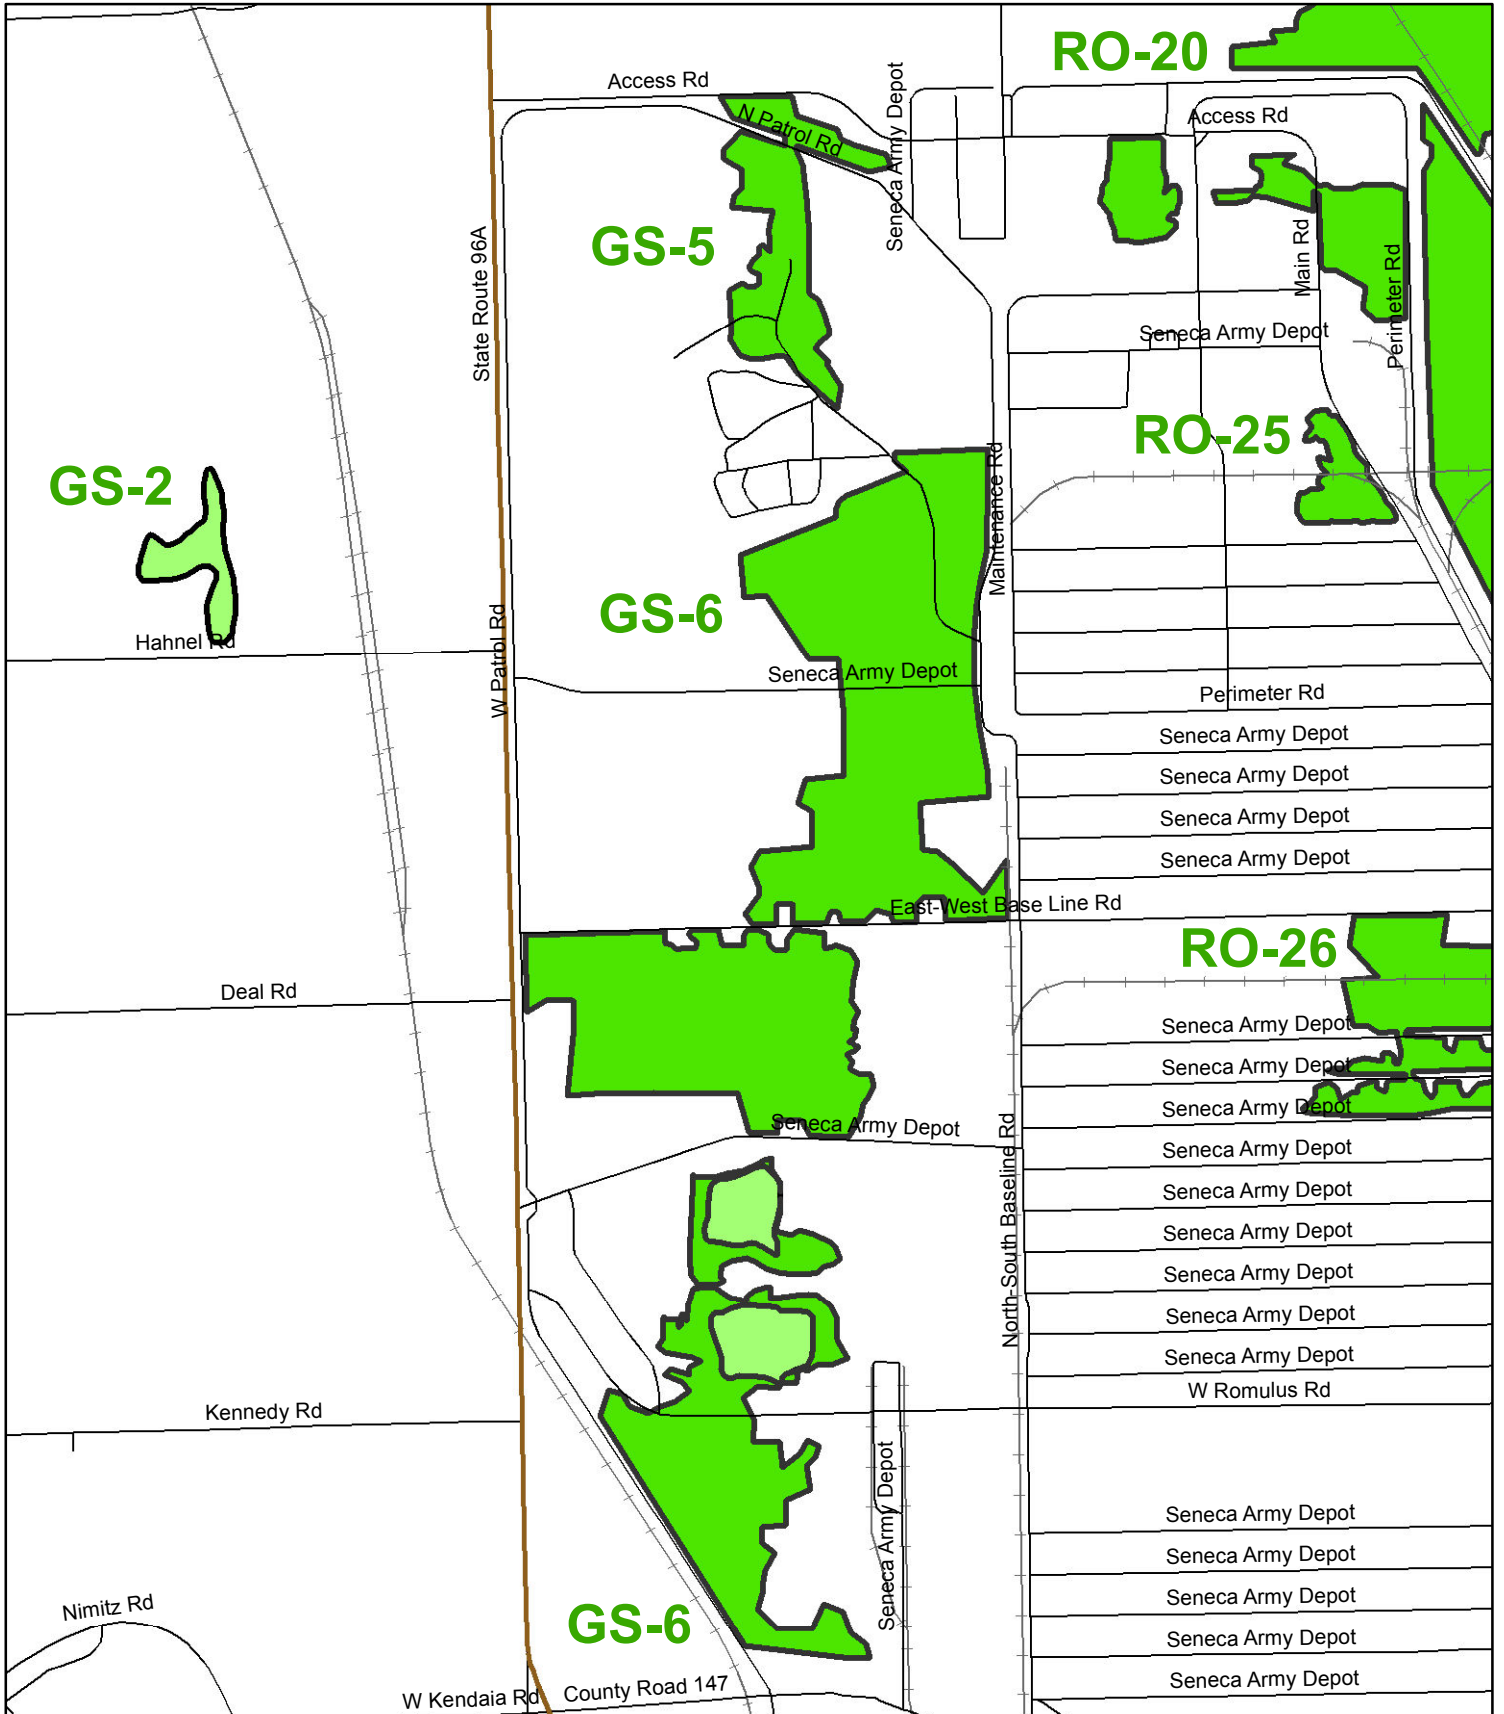 RO-20
Access Rd
Seneca Army Depot
N Patrol Rd
Access Rd
GS-5
State Route 96A
Main Rd
Perimeter Rd
Seneca Army Depot
RO-25
GS-2
Maintenance Rd
GS-6
Hahnel Rd
W Patrol Rd
Seneca Army Depot
Perimeter Rd
Seneca Army Depot
Seneca Army Depot
Seneca Army Depot
Seneca Army Depot
East-West Base Line Rd
RO-26
Deal Rd
Seneca Army Depot
Seneca Army Depot
Seneca Army Depot
Seneca Army Depot
Seneca Army Depot
North-South Baseline Rd
Seneca Army Depot
Seneca Army Depot
Seneca Army Depot
Seneca Army Depot
Seneca Army Depot
W Romulus Rd
Kennedy Rd
Seneca Army Depot
Seneca Army Depot
Seneca Army Depot
Seneca Army Depot
Nimitz Rd
GS-6
Seneca Army Depot
Seneca Army Depot
W Kendaia Rd
County Road 147